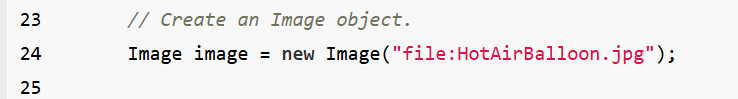 23 // Create an Image object.
24 Image image = new Image("file:HotAirBalloon.jpg");
25